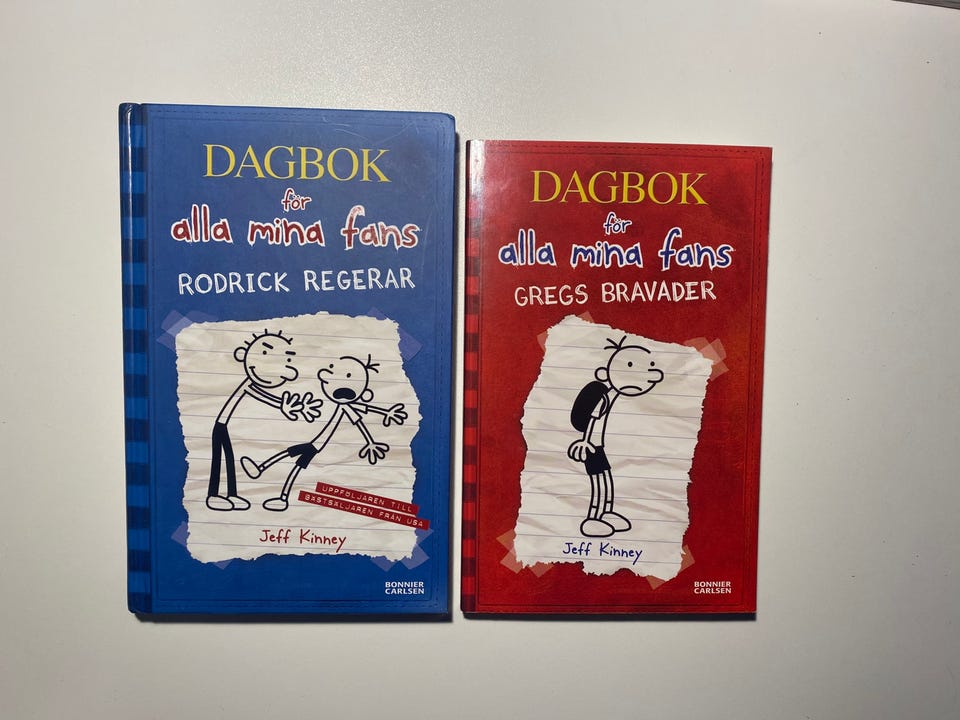 DAGBOK
för
alla mina fans
RODRICK REGERAR
UPPFÖLJAREN TILL
BÄSTSÄLJAREN FRÅN USA
Jeff Kinney
BONNIER
CARLSEN
DAGBOK
för
alla mina fans
GREGS BRAVADER
Jeff Kinney
BONNIER
CARLSEN